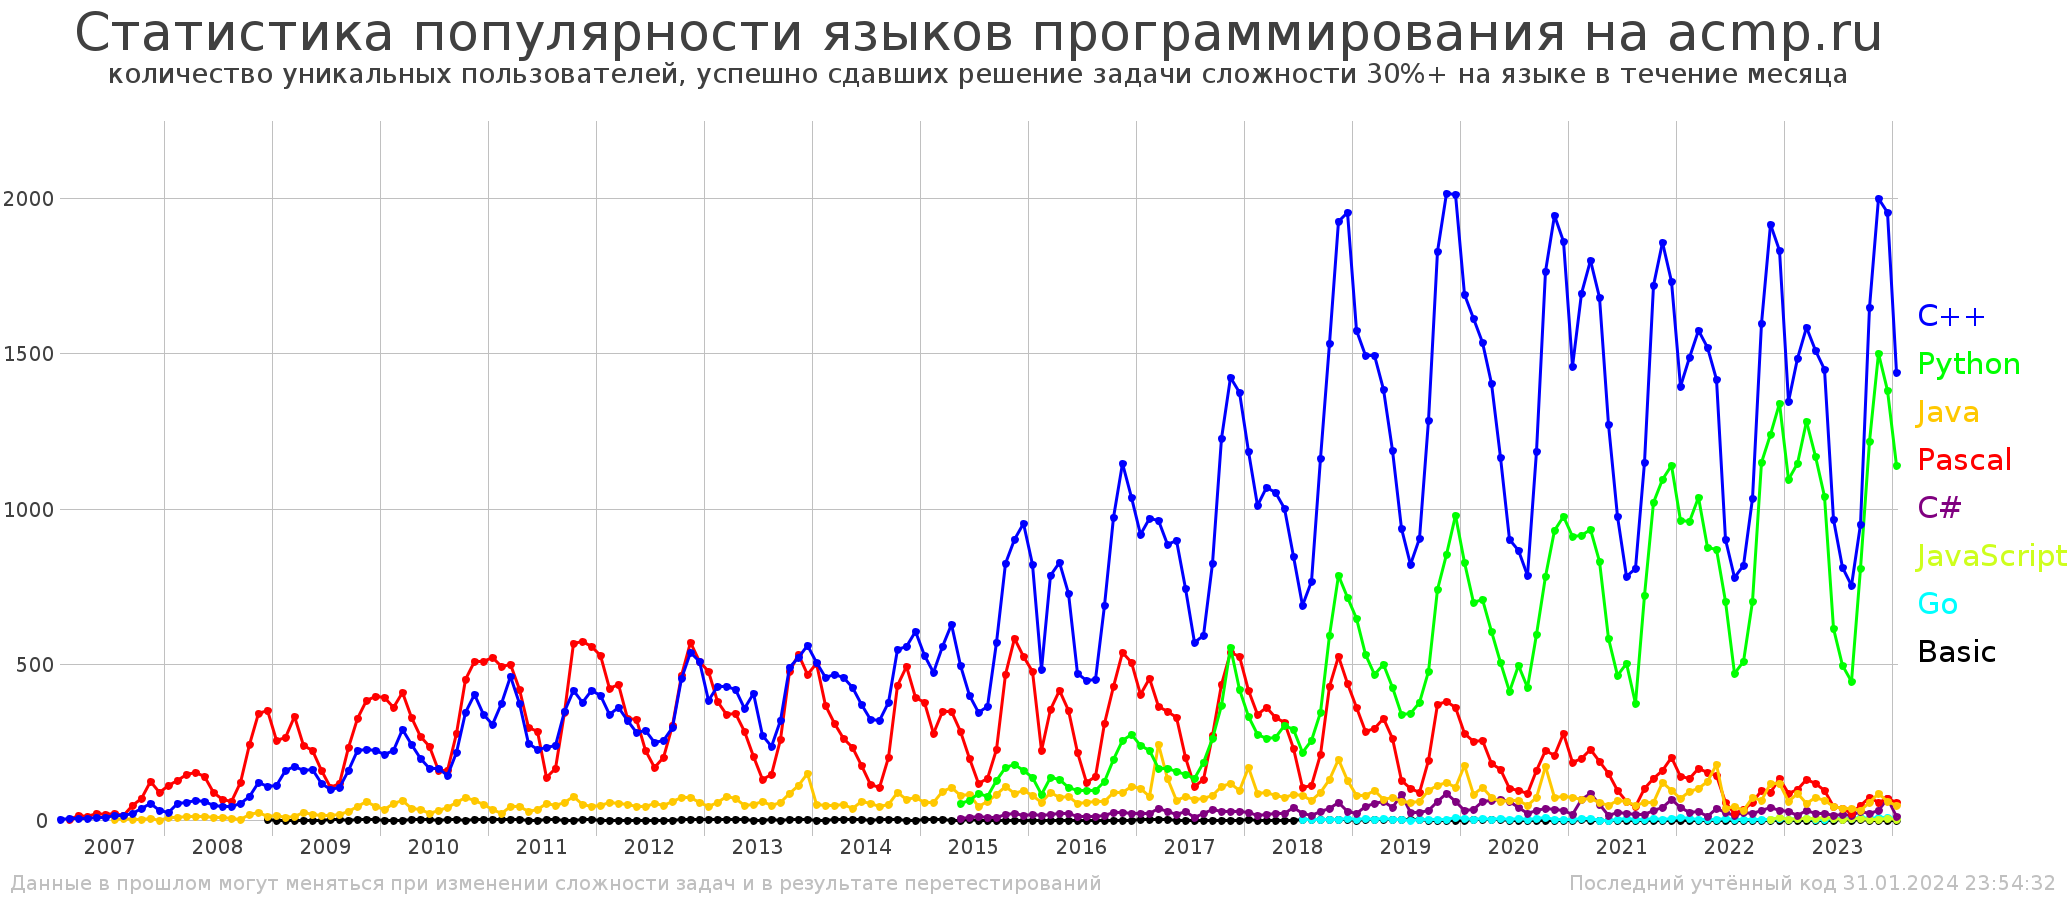 Статистика популярности языков программирования на acmp.ru
количество уникальных пользователей, успешно сдавших решение задачи сложности 30%+ на языке в течение месяца
2000
1500
1000
500
0
C++
Python
Java
Pascal
C#
JavaScript
Go
Basic
2007 2008 2009 2010 2011 2012 2013 2014 2015 2016 2017 2018 2019 2020 2021 2022 2023
Данные в прошлом могут меняться при изменении сложности задач и в результате перетестирований
Последний учтённый код 31.01.2024 23:54:32